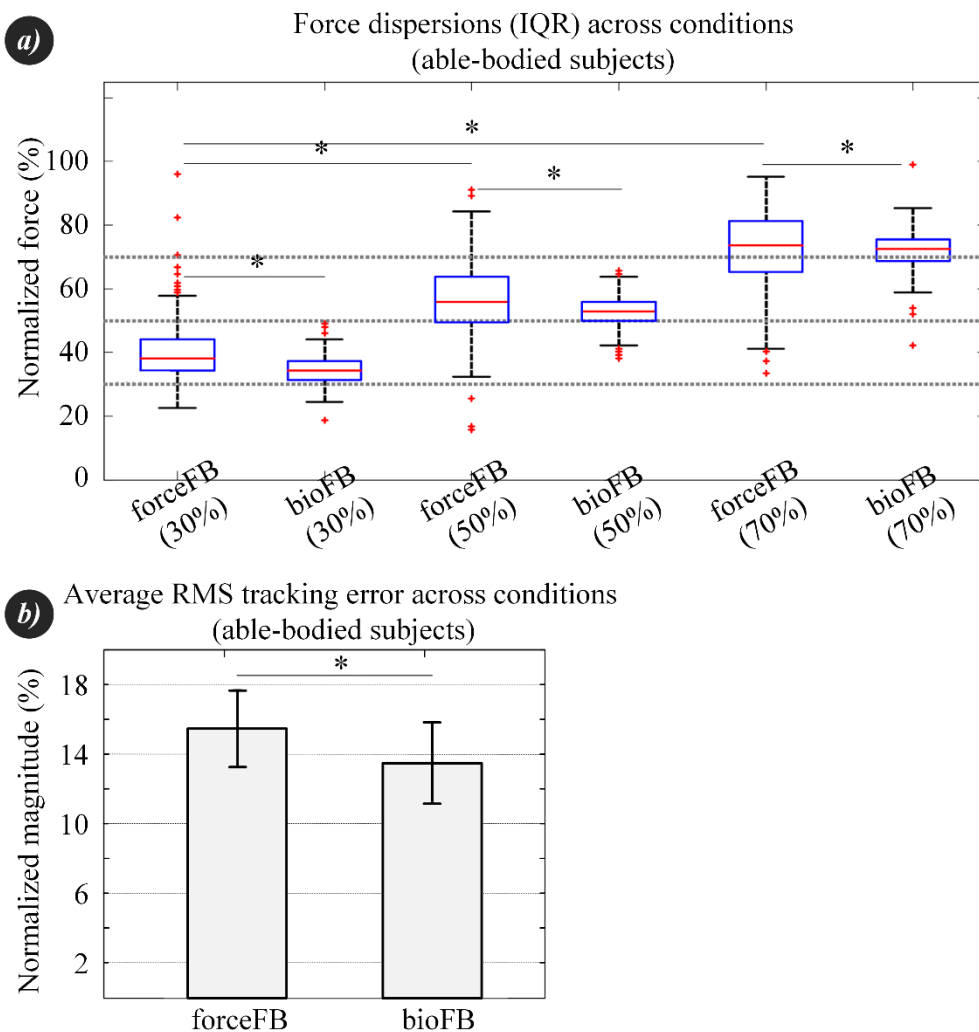 a)
Force dispersions (IQR) across conditions
(able-bodied subjects)
Normalized force (%)
100
80
60
40
20
0
*
*
*
*
*
forceFB
(30%)
bioFB
(30%)
forceFB
(50%)
bioFB
(50%)
forceFB
(70%)
bioFB
(70%)
b)
Average RMS tracking error across conditions
(able-bodied subjects)
Normalized magnitude (%)
18
14
10
6
2
*
forceFB
bioFB